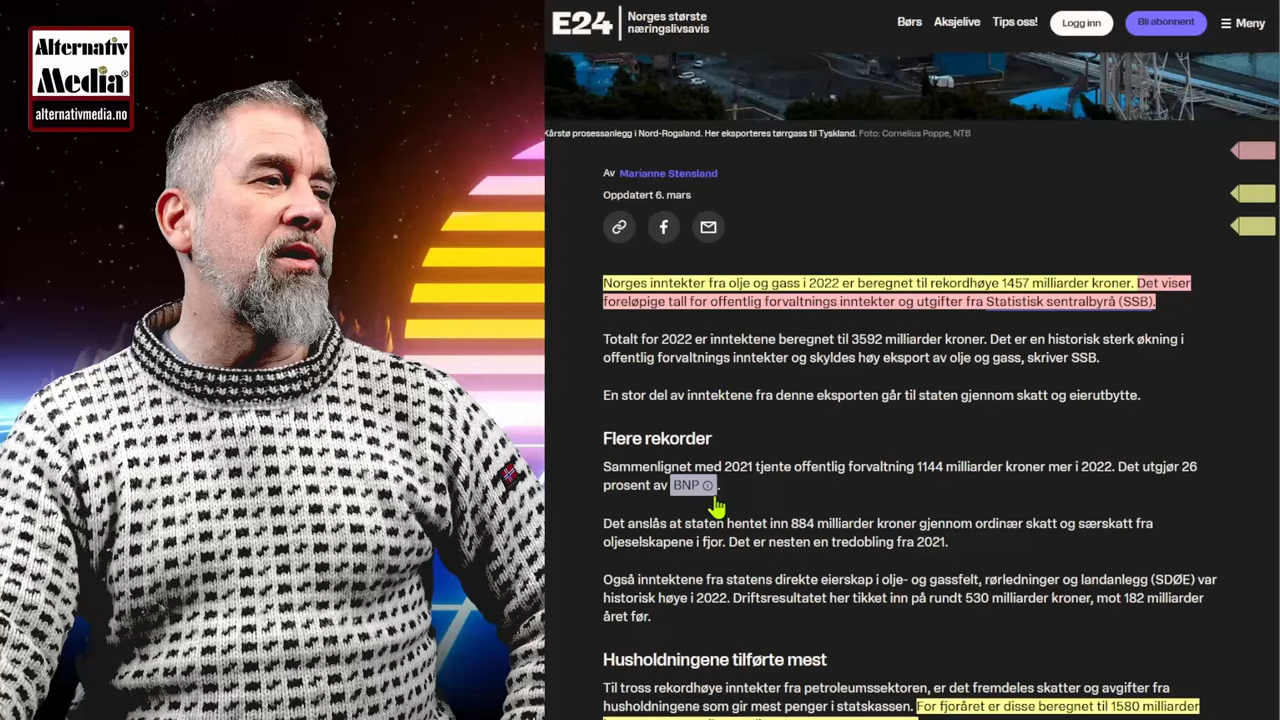 Alternativ
Media®
alternativmedia.no
E24
Norges største
næringslivsavis
Børs
Aksjelive
Tips oss!
Logg inn
Bli abonnent
Meny
Kårstø prosessanlegg i Nord-Rogaland. Her eksporteres tørrgass til Tyskland. Foto: Cornelius Poppe, NTB
Av Marianne Stensland
Oppdatert 6. mars
Norges inntekter fra olje og gass i 2022 er beregnet til rekordhøye 1457 milliarder kroner. Det viser
foreløpige tall for offentlig forvaltnings inntekter og utgifter fra Statistisk sentralbyrå (SSB).
Totalt for 2022 er inntektene beregnet til 3592 milliarder kroner. Det er en historisk sterk økning i
offentlig forvaltnings inntekter og skyldes høy eksport av olje og gass, skriver SSB.
En stor del av inntektene fra denne eksporten går til staten gjennom skatt og eierutbytte.
Flere rekorder
Sammenlignet med 2021 tjente offentlig forvaltning 1144 milliarder kroner mer i 2022. Det utgjør 26
prosent av BNP.
Det anslås at staten hentet inn 884 milliarder kroner gjennom ordinær skatt og særskatt fra
oljeselskapene i fjor. Det er nesten en tredobling fra 2021.
Også inntektene fra statens direkte eierskap i olje- og gassfelt, rørledninger og landanlegg (SDØE) var
historisk høye i 2022. Driftsresultatet her tikket inn på rundt 530 milliarder kroner, mot 182 milliarder
året før.
Husholdningene tilførte mest
Til tross rekordhøye inntekter fra petroleumssektoren, er det fremdeles skatter og avgifter fra
husholdningene som gir mest penger i statskassen. For fjoråret er disse beregnet til 1580 milliarder